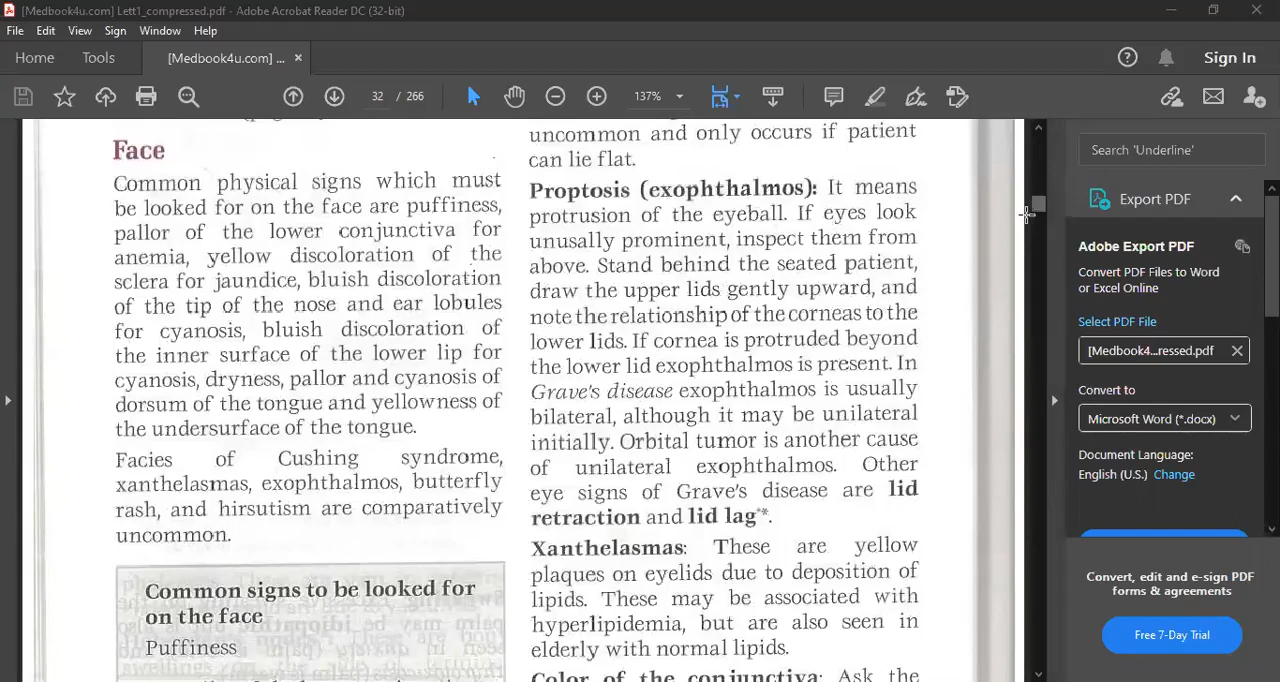 [Medbook4u.com] Lett1_compressed.pdf - Adobe Acrobat Reader DC (32-bit)
File Edit View Sign Window Help
Home Tools [Medbook4u.com] ... × Sign In
32 / 266 137%
Face
Common physical signs which must
be looked for on the face are puffiness,
pallor of the lower conjunctiva for
anemia, yellow discoloration of the
sclera for jaundice, bluish discoloration
of the tip of the nose and ear lobules
for cyanosis, bluish discoloration of
the inner surface of the lower lip for
cyanosis, dryness, pallor and cyanosis of
dorsum of the tongue and yellowness of
the undersurface of the tongue.
Facies of Cushing syndrome,
xanthelasmas, exophthalmos, butterfly
rash, and hirsutism are comparatively
uncommon.
Common signs to be looked for
on the face
Puffiness
uncommon and only occurs if patient
can lie flat.
Proptosis (exophthalmos): It means
protrusion of the eyeball. If eyes look
unusally prominent, inspect them from
above. Stand behind the seated patient,
draw the upper lids gently upward, and
note the relationship of the corneas to the
lower lids. If cornea is protruded beyond
the lower lid exophthalmos is present. In
Grave's disease exophthalmos is usually
bilateral, although it may be unilateral
initially. Orbital tumor is another cause
of unilateral exophthalmos. Other
eye signs of Grave's disease are lid
retraction and lid lag**.
Xanthelasmas: These are yellow
plaques on eyelids due to deposition of
lipids. These may be associated with
hyperlipidemia, but are also seen in
elderly with normal lipids.
Color of the conjunctiva: Ask the
Search 'Underline'
Export PDF
Adobe Export PDF
Convert PDF Files to Word
or Excel Online
Select PDF File
[Medbook4...ressed.pdf
Convert to
Microsoft Word (*.docx)
Document Language:
English (U.S.) Change
Convert, edit and e-sign PDF
forms & agreements
Free 7-Day Trial